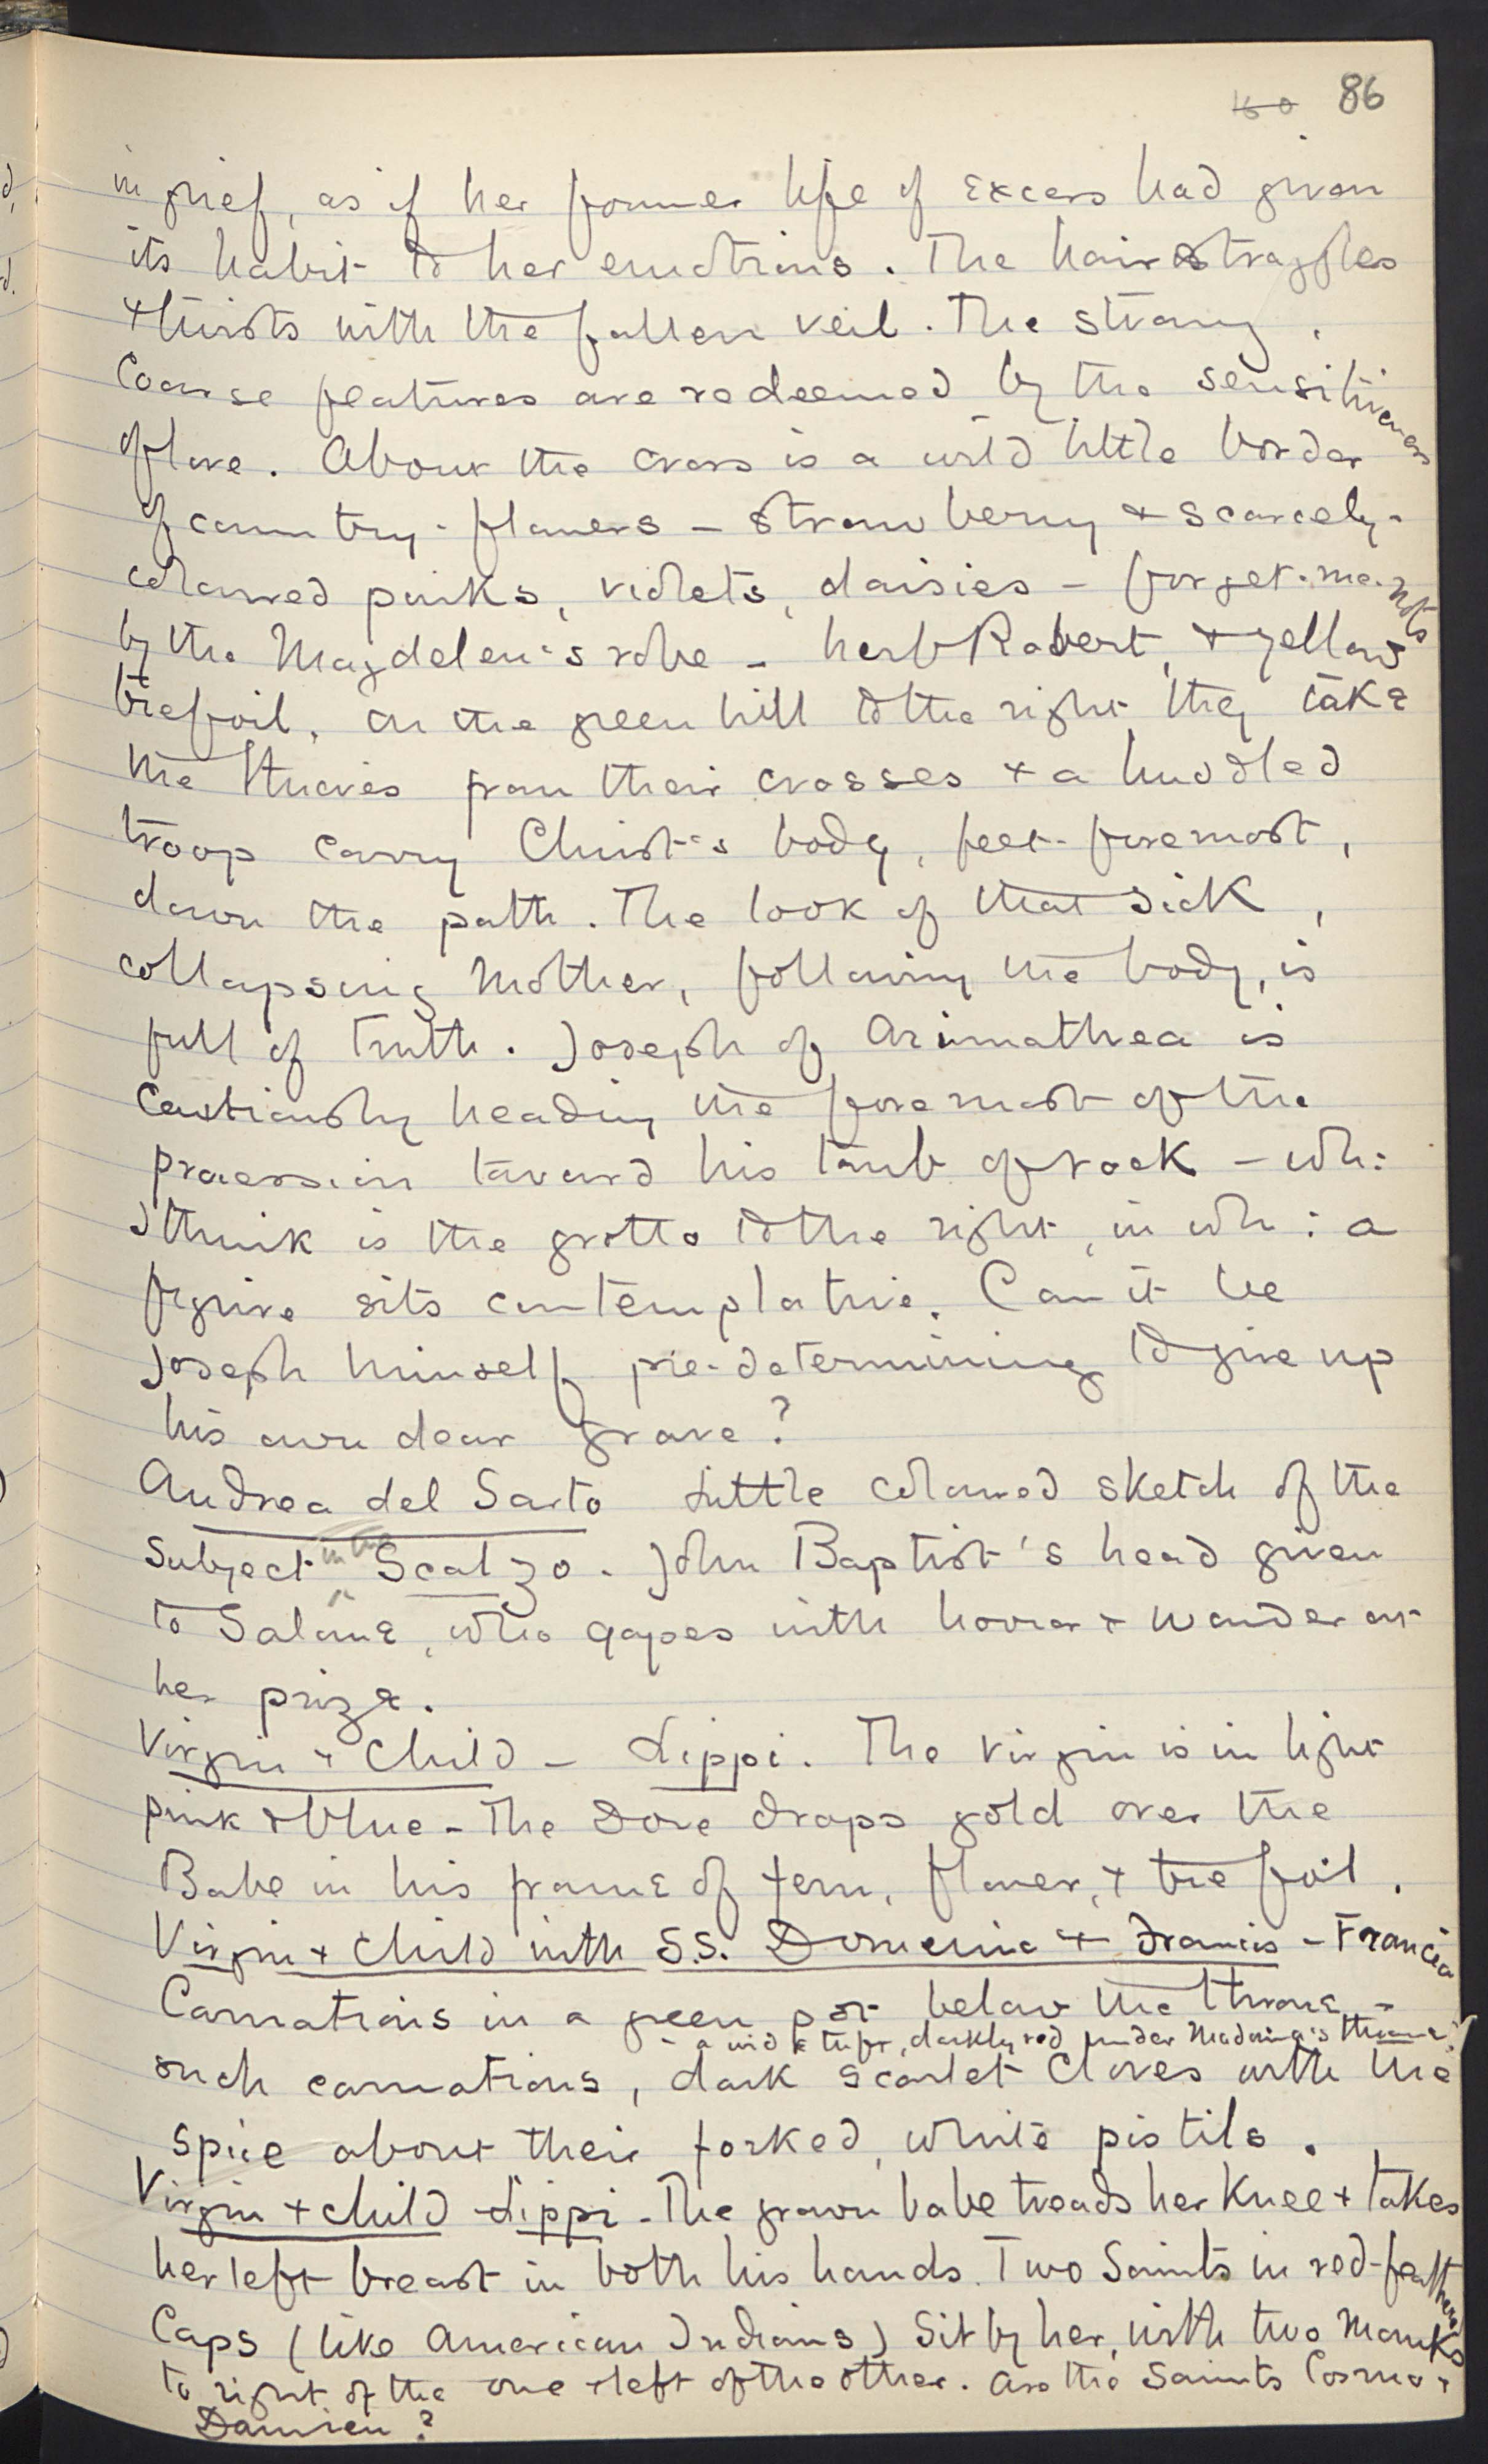 86
in grief, as if her former life of excess had given
its habit to her emotions. The hair straggles
& twists with the fallen veil. The strong,
coarse features are redeemed by the sensitiveness
of love. About the cross is a wild little border
of country-flowers – strawberry & scarcely-
coloured pinks, violets, daisies – forget-me-nots
by the Magdelen's robe – herb Robert, & yellow
trefoil. On the green hill to the right they take
the thieves from their crosses & a huddled
troop carry Christ's body, feet-foremost,
down the path. The look of that sick,
collapsing Mother, following the body, is
full of truth. Joseph of Arimathea is
cautiously heading the foremost of the
procession toward his tomb of rock – wh:
I think is the grotto to the right, in wh: a
figure sits contemplative. Can it be
Joseph himself pre-determining to give up
his own dear grave?
Andrea del Sarto Little coloured sketch of the
subject in the Scalzo. John Baptist's head given
to Salome, who gapes with horror & wonder at
her prize.
Virgin & Child – Lippi. The Virgin is in light
pink & blue – The Dove drops gold over the
Babe in his frame of fern, flower, & trefoil.
Virgin & Child with S.S. Domenic & Francis – Francia
Carnations in a green pot below the throne –
darkly red under Madonna's throne
such carnations, dark scarlet cloves with the
spice about their forked, white pistils.
Virgin & Child – Lippi – The grown babe treads her knee & takes
her left breast in both his hands. Two Saints in red-feathered
Caps (like American Indians) sit by her, with two Monks
to right of the one & left of the other. Are the Saints Cosmo &
Damien?